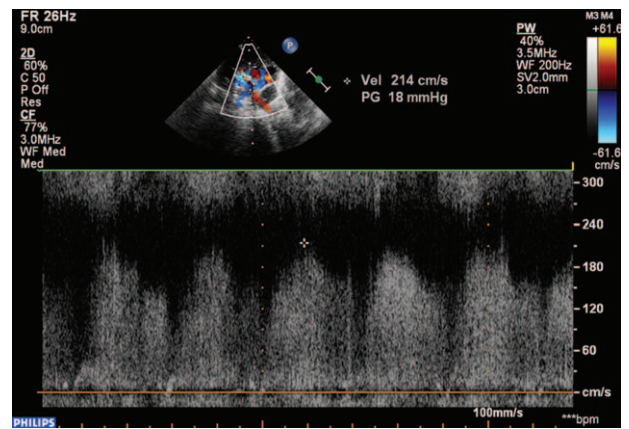 FR 26Hz
9.0cm
2D
60%
C 50
P Off
Res
CF
77%
3.0MHz
WF Med
Med
P
Vel 214 cm/s
PG 18 mmHg
PW
40%
3.5MHz
WF 200Hz
SV2.0mm
3.0cm
M3 M4
+61.6
-61.6
cm/s
300
240
180
120
60
cm/s
100mm/s
***bpm
PHILIPS